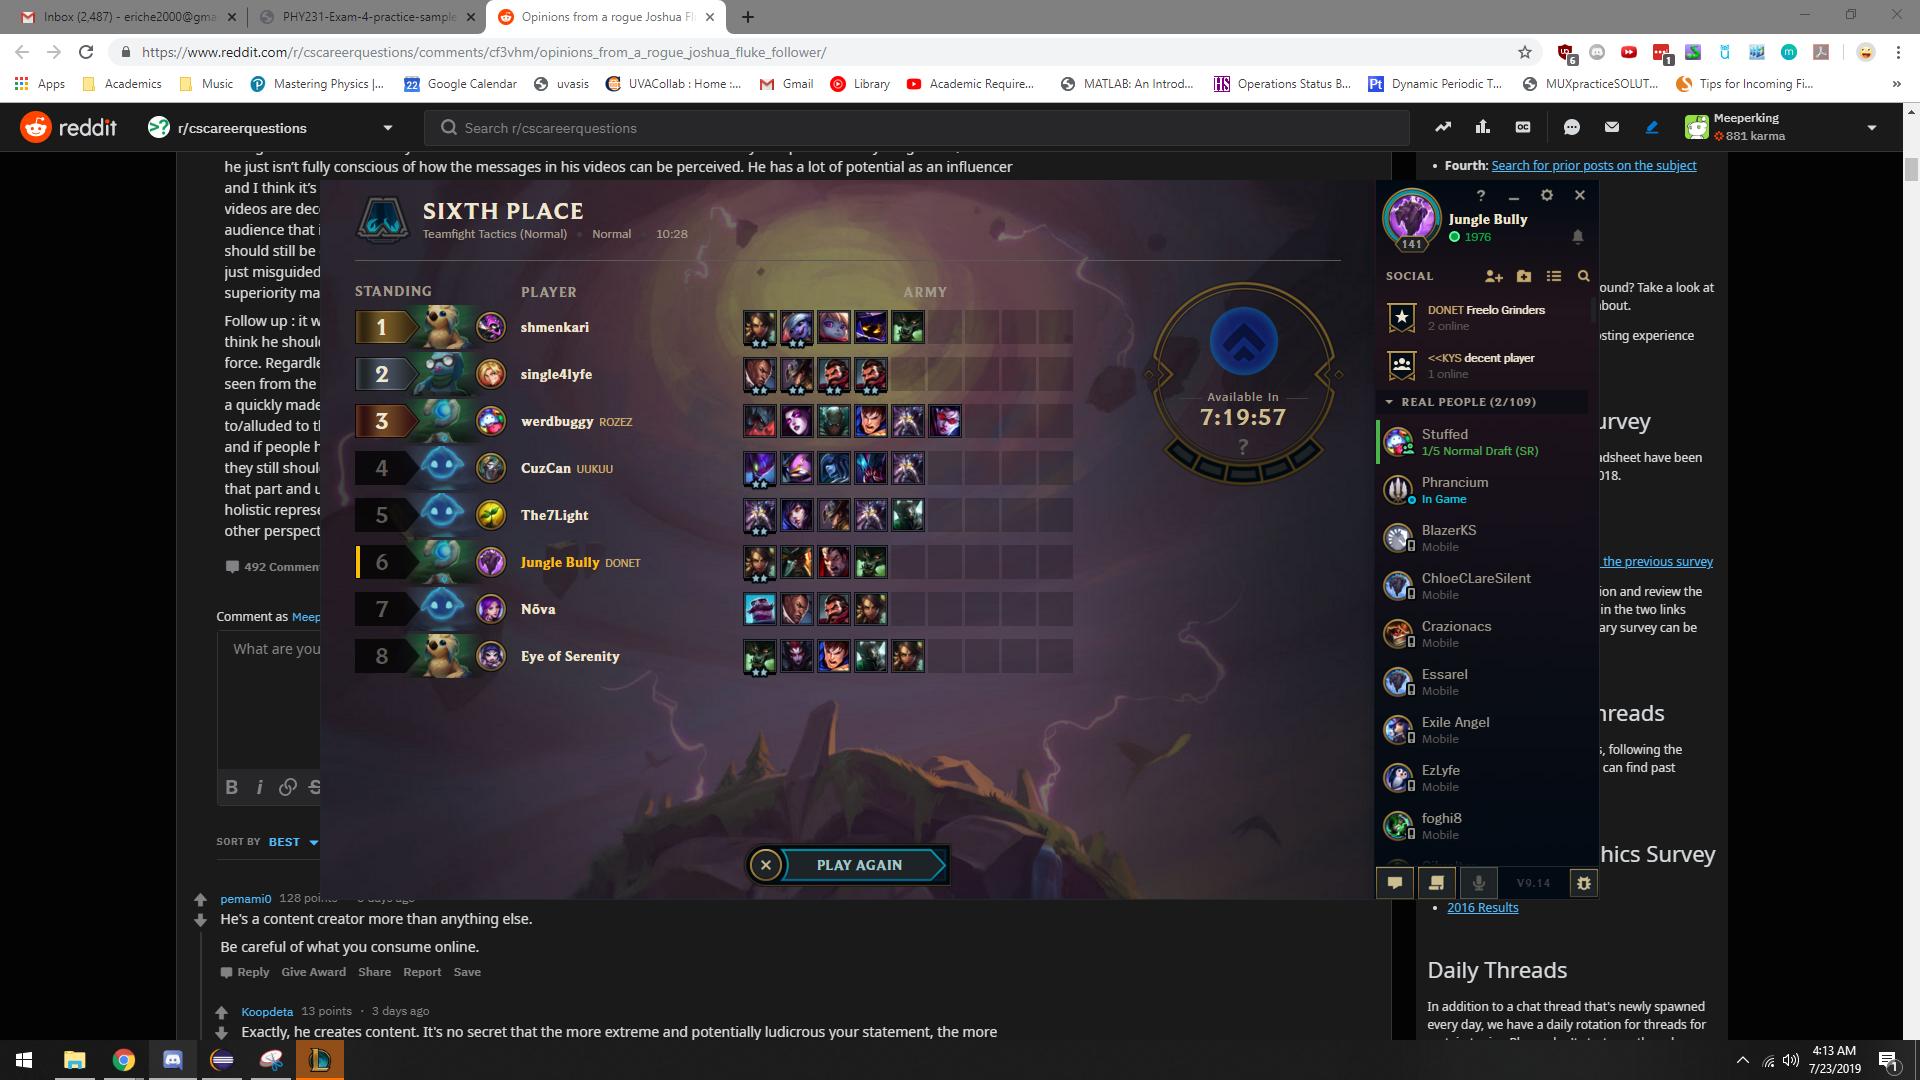 Inbox (2,487) - eriche2000@gma
PHY231-Exam-4-practice-sample
Opinions from a rogue Joshua Fl
https://www.reddit.com/r/cscareerquestions/comments/cf3vhm/opinions_from_a_rogue_joshua_fluke_follower/
6
1
Apps
Academics
Music
Mastering Physics |...
22
Google Calendar
uvasis
UVACollab : Home :...
Gmail
Library
Academic Require...
MATLAB: An Introd...
HS
Operations Status B...
Pt
Dynamic Periodic T...
MUXpracticeSOLUT...
Tips for Incoming Fi...
»
reddit
r/cscareerquestions
Search r/cscareerquestions
Meeperking
881 karma
he just isn't fully conscious of how the messages in his videos can be perceived. He has a lot of potential as an influencer
and I think it's
videos are dec
audience that i
should still be
just misguided
superiority ma
Follow up : it w
think he shoul
force. Regardle
seen from the
a quickly made
to/alluded to th
and if people h
they still shoul
that part and u
holistic represe
other perspect
492 Commen
Comment as Meep
What are you
B i S
SORT BY BEST
pemami0 128 points
He's a content creator more than anything else.
Be careful of what you consume online.
Reply Give Award Share Report Save
Koopdeta 13 points · 3 days ago
Exactly, he creates content. It's no secret that the more extreme and potentially ludicrous your statement, the more
SIXTH PLACE
Teamfight Tactics (Normal) • Normal • 10:28
STANDING PLAYER ARMY
1 shmenkari
2 single4lyfe
3 werdbuggy ROZEZ
4 CuzCan UUKUU
5 The7Light
6 Jungle Bully DONET
7 Nõva
8 Eye of Serenity
Available In
7:19:57
?
PLAY AGAIN
?
Jungle Bully
1976
141
SOCIAL
DONET Freelo Grinders
2 online
<<KYS decent player
1 online
REAL PEOPLE (2/109)
Stuffed
1/5 Normal Draft (SR)
Phrancium
In Game
BlazerKS
Mobile
ChloeCLareSilent
Mobile
Crazionacs
Mobile
Essarel
Mobile
Exile Angel
Mobile
EzLyfe
Mobile
foghi8
Mobile
V9.14
• Fourth: Search for prior posts on the subject
ound? Take a look at
bout.
sting experience
urvey
adsheet have been
018.
the previous survey
ion and review the
in the two links
ary survey can be
hreads
s, following the
can find past
hics Survey
• 2016 Results
Daily Threads
In addition to a chat thread that's newly spawned
every day, we have a daily rotation for threads for
4:13 AM
7/23/2019
1